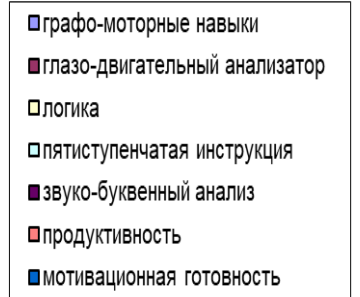 графо-моторные навыки
глазо-двигательный анализатор
логика
пятиступенчатая инструкция
звуко-буквенный анализ
продуктивность
мотивационная готовность